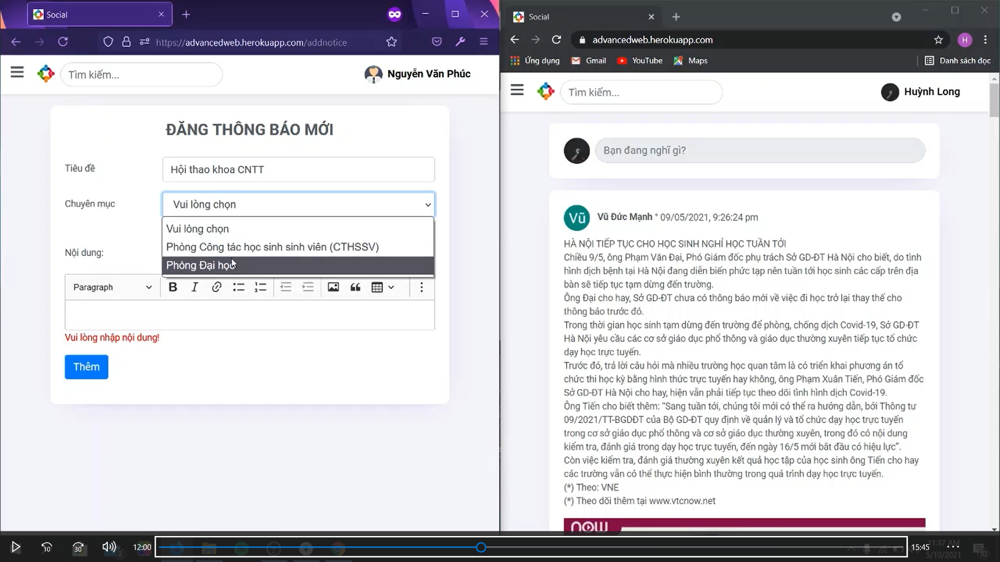 Social
https://advancedweb.herokuapp.com/addnotice
Tìm kiếm...
Nguyễn Văn Phúc
ĐĂNG THÔNG BÁO MỚI
Tiêu đề
Hội thao khoa CNTT
Chuyên mục
Vui lòng chọn
Vui lòng chọn
Phòng Công tác học sinh sinh viên (CTHSSV)
Phòng Đại học
Nội dung:
Paragraph
Vui lòng nhập nội dung!
Thêm
Social
advancedweb.herokuapp.com
H
Ứng dụng
Gmail
YouTube
Maps
Danh sách đọc
Tìm kiếm...
Huỳnh Long
Bạn đang nghĩ gì?
Vũ
Vũ Đức Mạnh ° 09/05/2021, 9:26:24 pm
HÀ NỘI TIẾP TỤC CHO HỌC SINH NGHỈ HỌC TUẦN TỚI
Chiều 9/5, ông Phạm Văn Đại, Phó Giám đốc phụ trách Sở GD-ĐT Hà Nội cho biết, do tình
hình dịch bệnh tại Hà Nội đang diễn biến phức tạp nên tuần tới học sinh các cấp trên địa
bàn sẽ tiếp tục tạm dừng đến trường.
Ông Đại cho hay, Sở GD-ĐT chưa có thông báo mới về việc đi học trở lại thay thế cho
thông báo trước đó.
Trong thời gian học sinh tạm dừng đến trường để phòng, chống dịch Covid-19, Sở GD-ĐT
Hà Nội yêu cầu các cơ sở giáo dục phổ thông và giáo dục thường xuyên tiếp tục tổ chức
dạy học trực tuyến.
Trước đó, trả lời câu hỏi mà nhiều trường học quan tâm là có triển khai phương án tổ
chức thi học kỳ bằng hình thức trực tuyến hay không, ông Phạm Xuân Tiến, Phó Giám đốc
Sở GD-ĐT Hà Nội cho hay, hiện vẫn phải tiếp tục theo dõi tình hình dịch Covid-19.
Ông Tiến cho biết thêm: “Sang tuần tới, chúng tôi mới có thể ra hướng dẫn, bởi Thông tư
09/2021/TT-BGDĐT của Bộ GD-ĐT quy định về quản lý và tổ chức dạy học trực tuyến
trong cơ sở giáo dục phổ thông và cơ sở giáo dục thường xuyên, trong đó có nội dung
kiểm tra, đánh giá trong dạy học trực tuyến, đến ngày 16/5 mới bắt đầu có hiệu lực”.
Còn việc kiểm tra, đánh giá thường xuyên kết quả học tập của học sinh ông Tiến cho hay
các trường vẫn có thể thực hiện bình thường trong quá trình dạy học trực tuyến.
(*) Theo: VNE
(*) Theo dõi thêm tại www.vtcnow.net
now
10
30
12:00
15:45
11:37 AM
5/10/2021